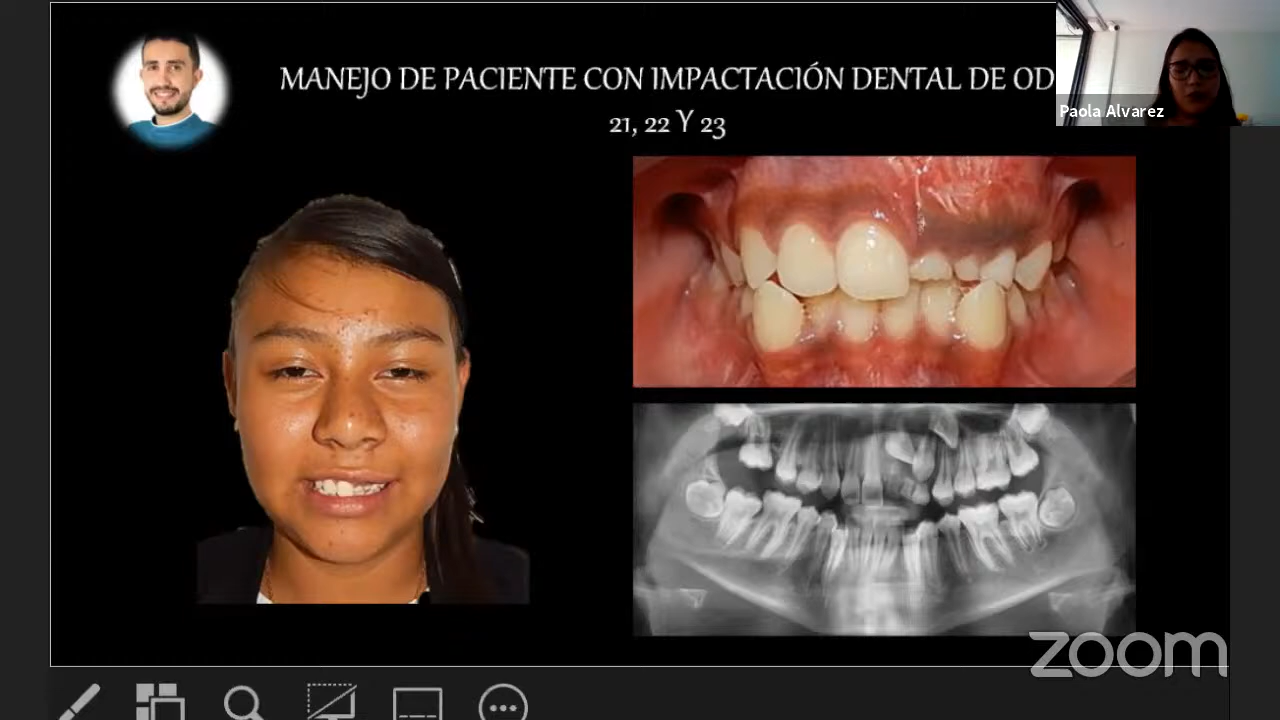 MANEJO DE PACIENTE CON IMPACTACIÓN DENTAL DE OD
21, 22 Y 23
Paola Alvarez
zoom